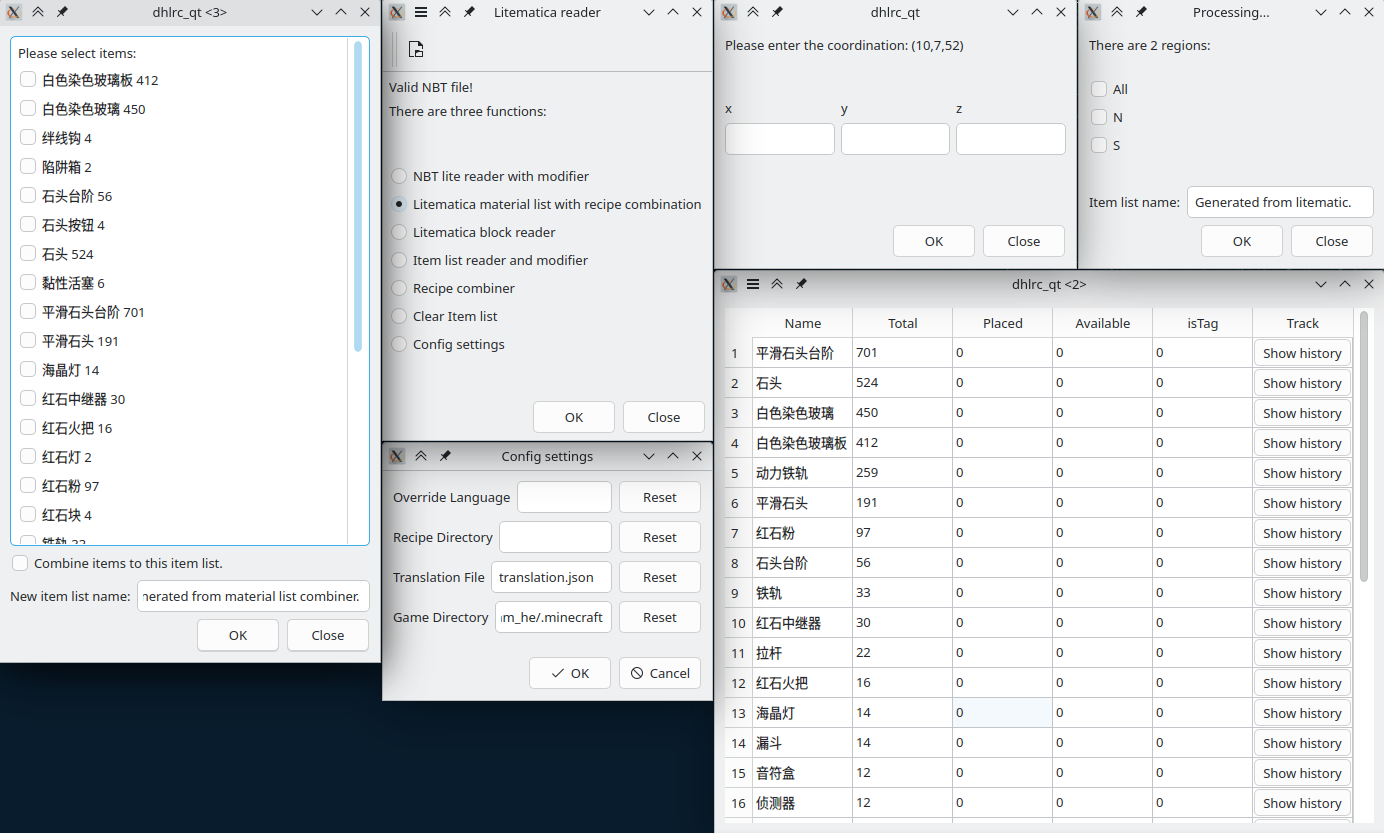 dhlrc_qt <3>
Please select items:
白色染色玻璃板 412
白色染色玻璃 450
绊线钩 4
陷阱箱 2
石头台阶 56
石头按钮 4
石头 524
黏性活塞 6
平滑石头台阶 701
平滑石头 191
海晶灯 14
红石中继器 30
红石火把 16
红石灯 2
红石粉 97
红石块 4
铁轨 33
Combine items to this item list.
New item list name: nerated from material list combiner.
OK Close
Litematica reader
Valid NBT file!
There are three functions:
NBT lite reader with modifier
Litematica material list with recipe combination
Litematica block reader
Item list reader and modifier
Recipe combiner
Clear Item list
Config settings
OK Close
Config settings
Override Language Reset
Recipe Directory Reset
Translation File translation.json Reset
Game Directory am_he/.minecraft Reset
OK Cancel
dhlrc_qt
Please enter the coordination: (10,7,52)
x y z
OK Close
Processing...
There are 2 regions:
All
N
S
Item list name: Generated from litematic.
OK Close
dhlrc_qt <2>
Name Total Placed Available isTag Track
1 平滑石头台阶 701 0 0 0 Show history
2 石头 524 0 0 0 Show history
3 白色染色玻璃 450 0 0 0 Show history
4 白色染色玻璃板 412 0 0 0 Show history
5 动力铁轨 259 0 0 0 Show history
6 平滑石头 191 0 0 0 Show history
7 红石粉 97 0 0 0 Show history
8 石头台阶 56 0 0 0 Show history
9 铁轨 33 0 0 0 Show history
10 红石中继器 30 0 0 0 Show history
11 拉杆 22 0 0 0 Show history
12 红石火把 16 0 0 0 Show history
13 海晶灯 14 0 0 0 Show history
14 漏斗 14 0 0 0 Show history
15 音符盒 12 0 0 0 Show history
16 侦测器 12 0 0 0 Show history